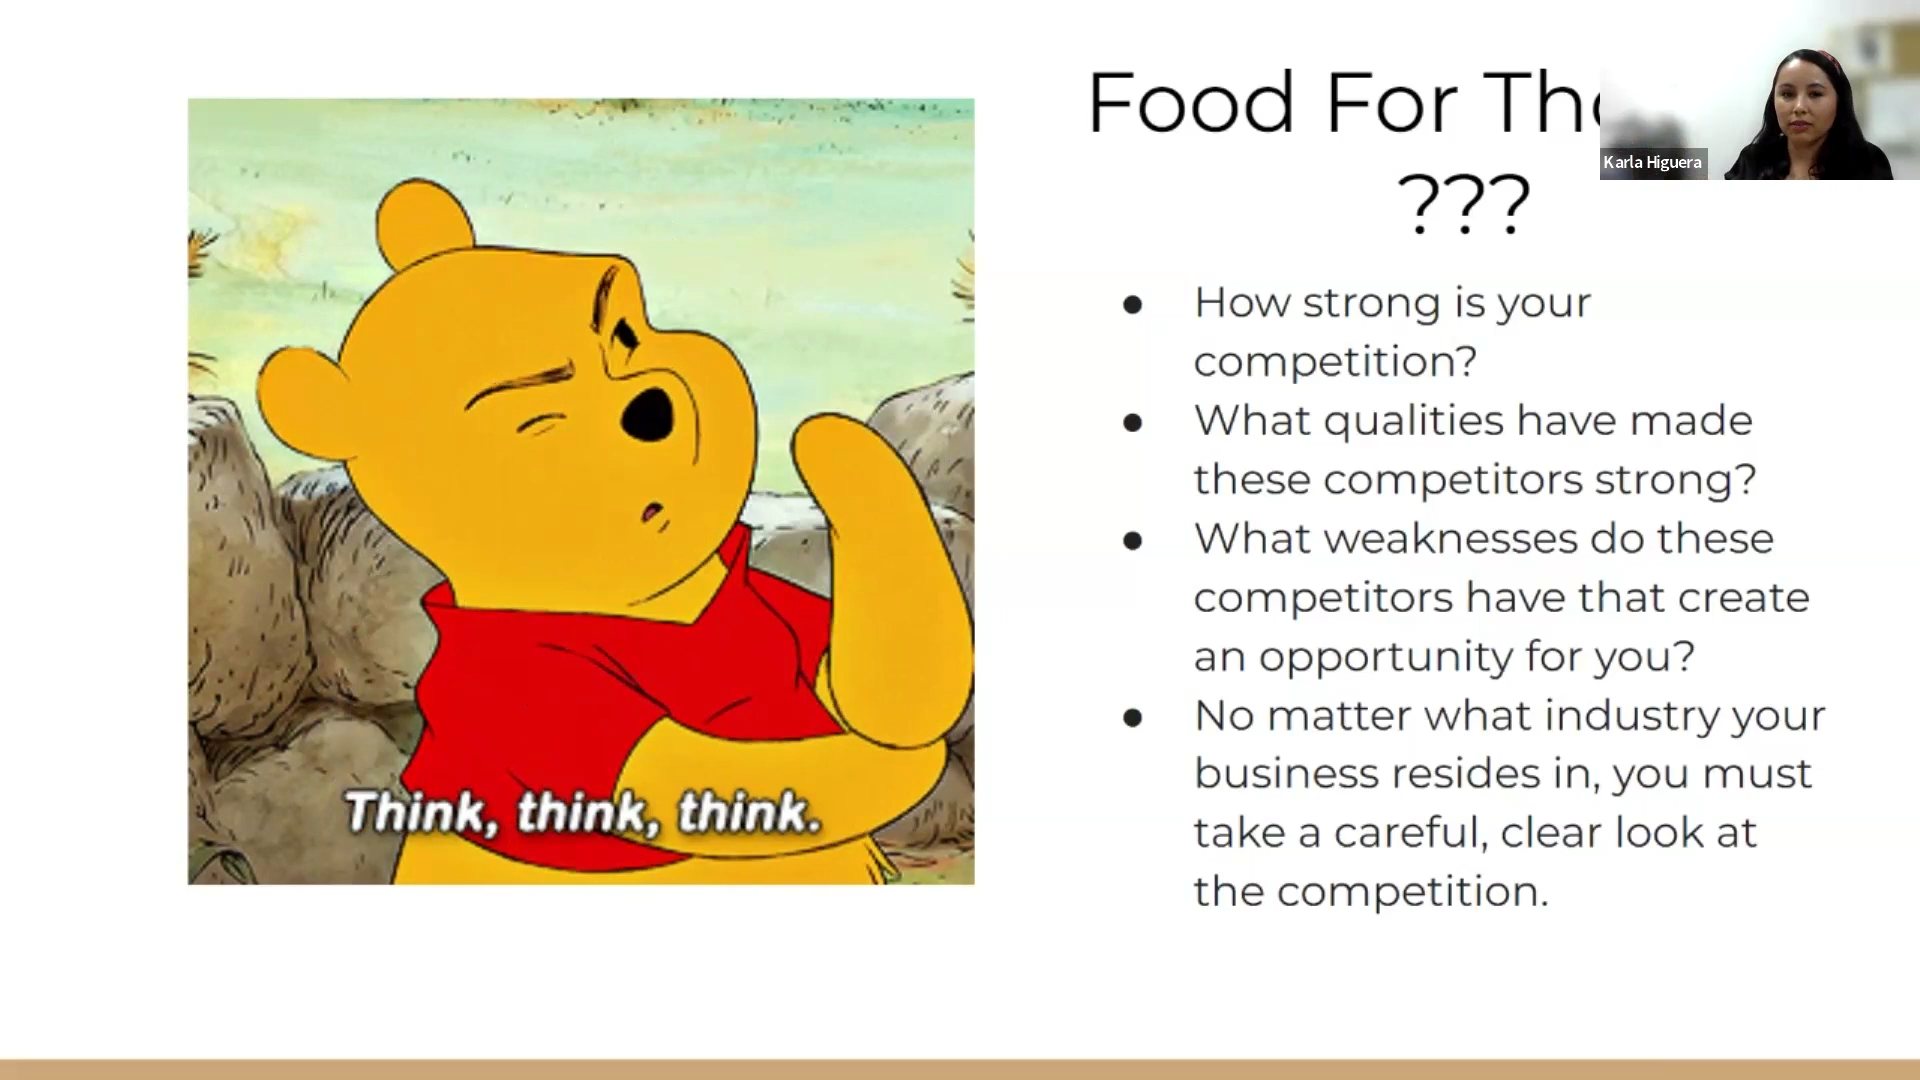 Food For
Karla Higuera
???
● How strong is your
competition?
● What qualities have made
these competitors strong?
● What weaknesses do these
competitors have that create
an opportunity for you?
● No matter what industry your
business resides in, you must
take a careful, clear look at
the competition.
Think, think, think.